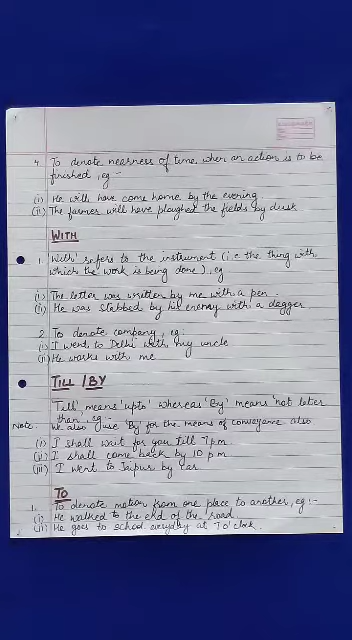 4. To denote nearness of time when an action is to be
finished, eg -
(i) He will have come home by the evening
(ii) The farmer will have ploughed the fields by dusk
WITH
1. 'With' refers to the instrument (i.e the thing with
which the work is being done), eg
(i) The letter was written by me with a pen.
(ii) He was stabbed by his enemy with a dagger
2. To denote company, eg.
(i) I went to Delhi with my uncle
(ii) He works with me
TILL / BY
'Till' means 'upto' whereas 'By' means 'not later
than', eg -
Note. We also use 'By' for the means of conveyance also
(i) I shall wait for you till 7 pm.
(ii) I shall come back by 10 p m
(iii) I went to Jaipur by car
TO
1. To denote motion from one place to another, eg :-
(i) He walked to the end of the road.
(ii) He goes to school everyday at 7 o'clock.